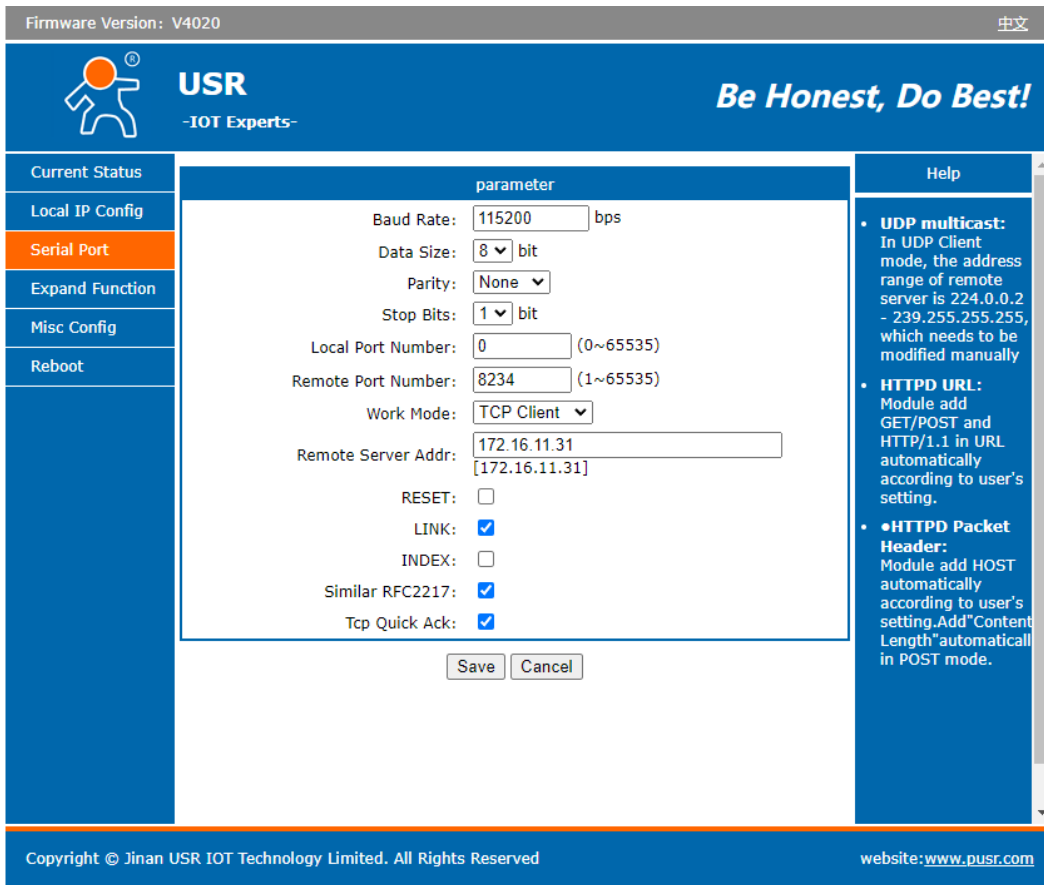 Firmware Version: V4020
中文
®
USR
-IOT Experts-
Be Honest, Do Best!
Current Status
Local IP Config
Serial Port
Expand Function
Misc Config
Reboot
parameter
Baud Rate: 115200 bps
Data Size: 8 bit
Parity: None
Stop Bits: 1 bit
Local Port Number: 0 (0~65535)
Remote Port Number: 8234 (1~65535)
Work Mode: TCP Client
Remote Server Addr: 172.16.11.31
[172.16.11.31]
RESET:
LINK:
INDEX:
Similar RFC2217:
Tcp Quick Ack:
Save Cancel
Help
• UDP multicast:
In UDP Client
mode, the address
range of remote
server is 224.0.0.2
- 239.255.255.255,
which needs to be
modified manually
• HTTPD URL:
Module add
GET/POST and
HTTP/1.1 in URL
automatically
according to user's
setting.
• ●HTTPD Packet
Header:
Module add HOST
automatically
according to user's
setting.Add"Content
Length"automaticall
in POST mode.
Copyright © Jinan USR IOT Technology Limited. All Rights Reserved
website:www.pusr.com